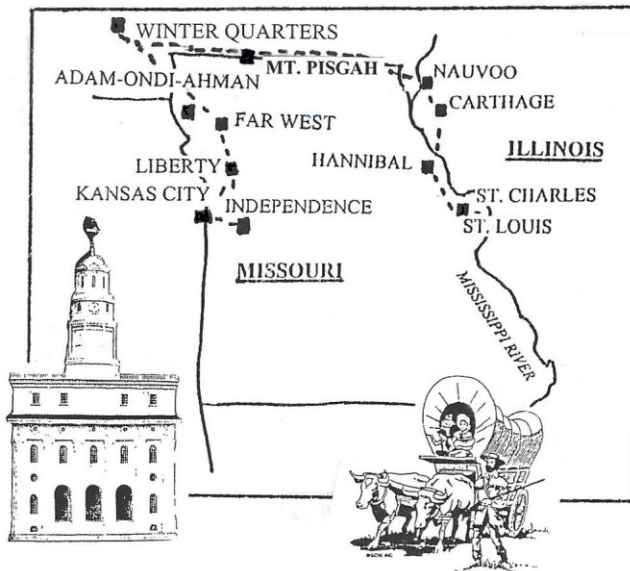 WINTER QUARTERS
MT. PISGAH
NAUVOO
ADAM-ONDI-AHMAN
CARTHAGE
FAR WEST
ILLINOIS
LIBERTY
HANNIBAL
KANSAS CITY
ST. CHARLES
INDEPENDENCE
ST. LOUIS
MISSOURI
MISSISSIPPI RIVER